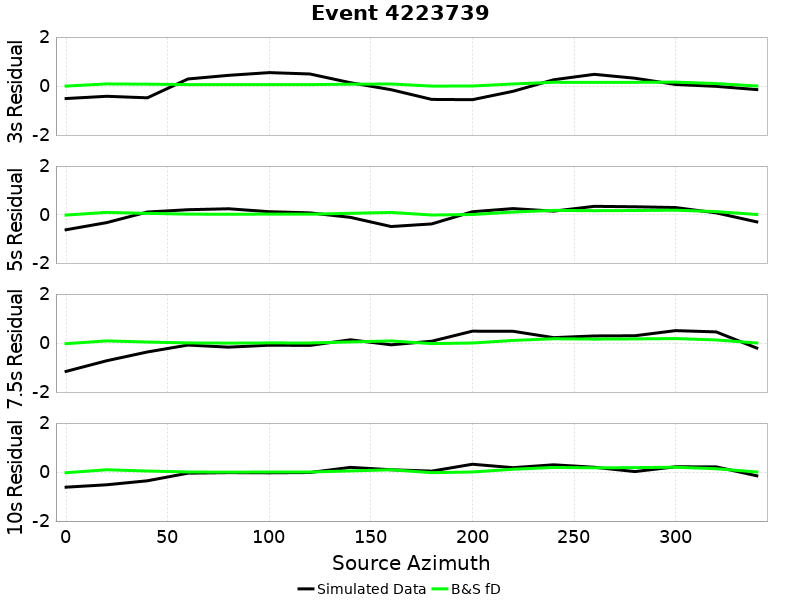 Event 4223739
3s Residual
2
0
-2
5s Residual
2
0
-2
7.5s Residual
2
0
-2
10s Residual
2
0
-2
0 50 100 150 200 250 300
Source Azimuth
Simulated Data B&S fD